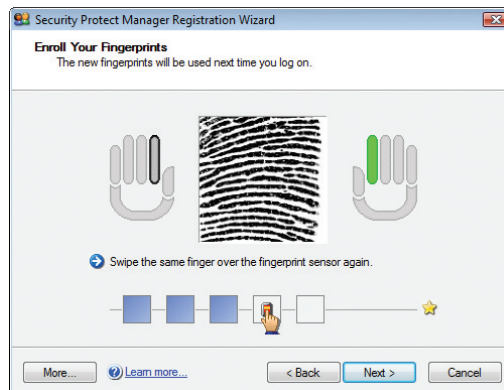 Security Protect Manager Registration Wizard
Enroll Your Fingerprints
The new fingerprints will be used next time you log on.
Swipe the same finger over the fingerprint sensor again.
More... Learn more... < Back Next > Cancel